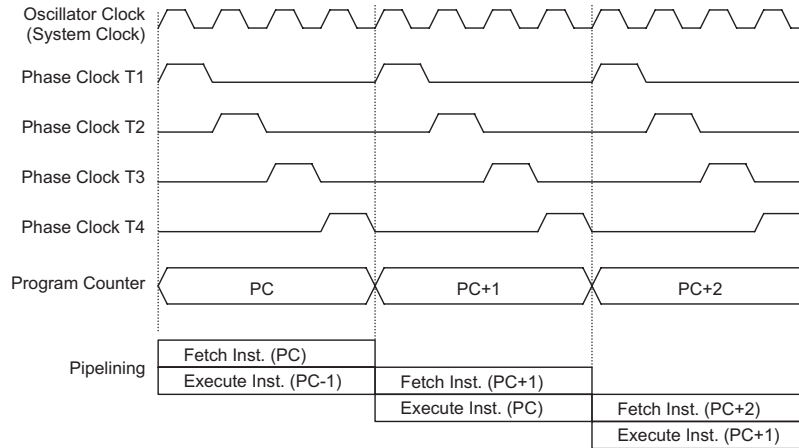 Oscillator Clock
(System Clock)
Phase Clock T1
Phase Clock T2
Phase Clock T3
Phase Clock T4
Program Counter
PC
PC+1
PC+2
Pipelining
Fetch Inst. (PC)
Execute Inst. (PC-1)
Fetch Inst. (PC+1)
Execute Inst. (PC)
Fetch Inst. (PC+2)
Execute Inst. (PC+1)